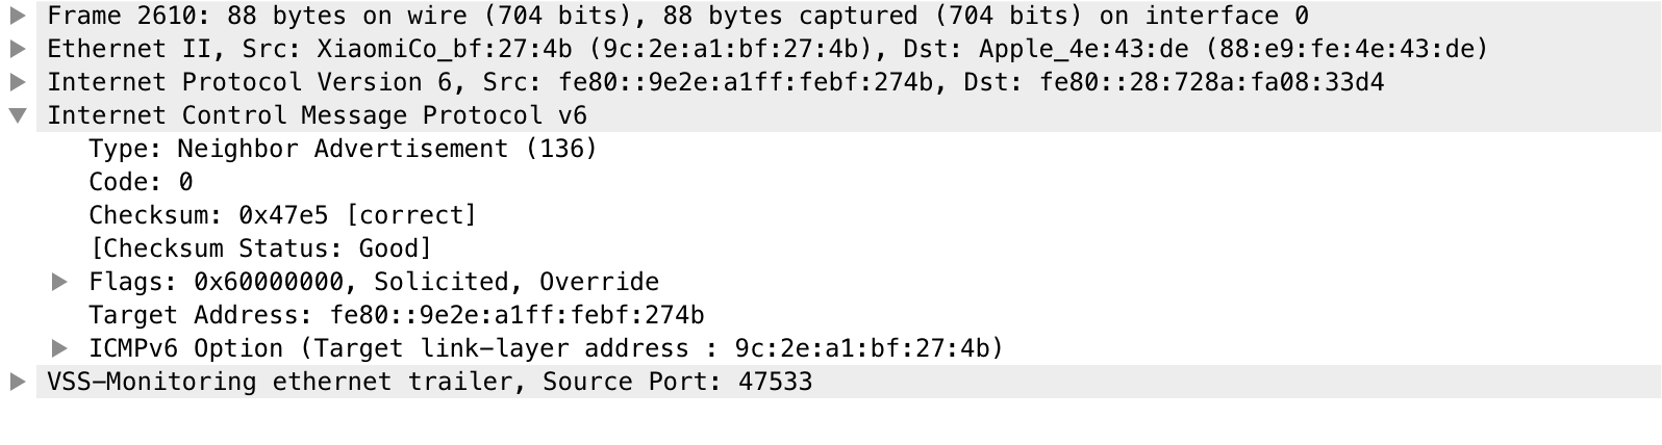 Frame 2610: 88 bytes on wire (704 bits), 88 bytes captured (704 bits) on interface 0
Ethernet II, Src: XiaomiCo_bf:27:4b (9c:2e:a1:bf:27:4b), Dst: Apple_4e:43:de (88:e9:fe:4e:43:de)
Internet Protocol Version 6, Src: fe80::9e2e:a1ff:febf:274b, Dst: fe80::28:728a:fa08:33d4
Internet Control Message Protocol v6
Type: Neighbor Advertisement (136)
Code: 0
Checksum: 0x47e5 [correct]
[Checksum Status: Good]
Flags: 0x60000000, Solicited, Override
Target Address: fe80::9e2e:a1ff:febf:274b
ICMPv6 Option (Target link-layer address : 9c:2e:a1:bf:27:4b)
VSS-Monitoring ethernet trailer, Source Port: 47533